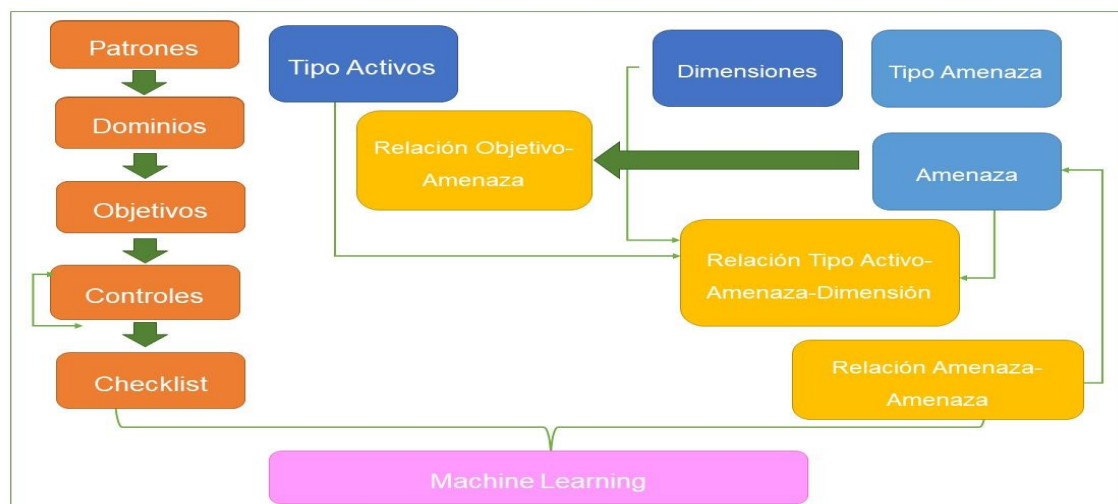 Patrones
Dominios
Objetivos
Controles
Checklist
Tipo Activos
Dimensiones
Tipo Amenaza
Relación Objetivo-
Amenaza
Amenaza
Relación Tipo Activo-
Amenaza-Dimensión
Relación Amenaza-
Amenaza
Machine Learning